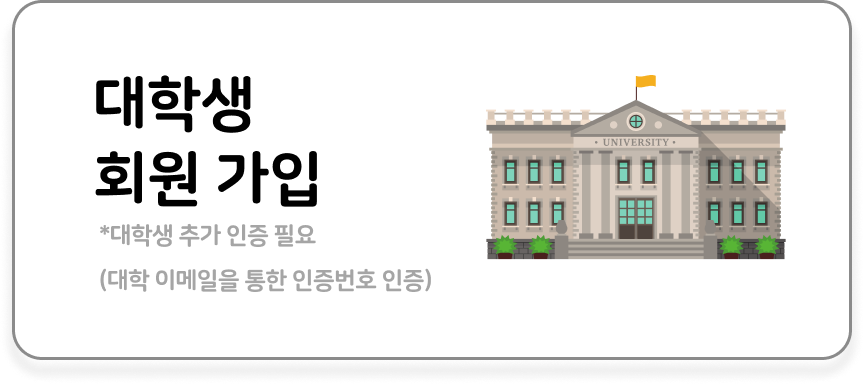 대학생
회원 가입
*대학생 추가 인증 필요
(대학 이메일을 통한 인증번호 인증)
• UNIVERSITY •